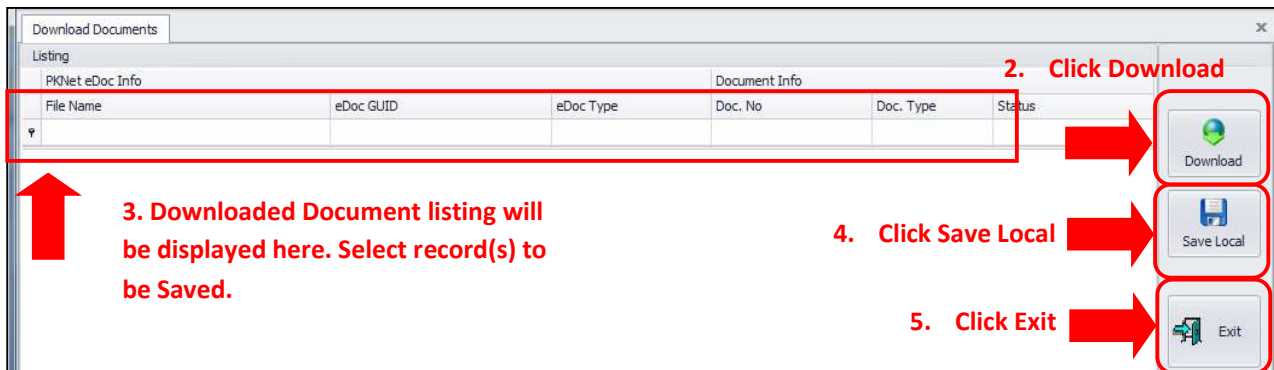 Download Documents
x
Listing
PKNet eDoc Info Document Info
2. Click Download
File Name eDoc GUID eDoc Type Doc. No Doc. Type Status
Download
3. Downloaded Document listing will
be displayed here. Select record(s) to
be Saved.
4. Click Save Local
Save Local
5. Click Exit
Exit